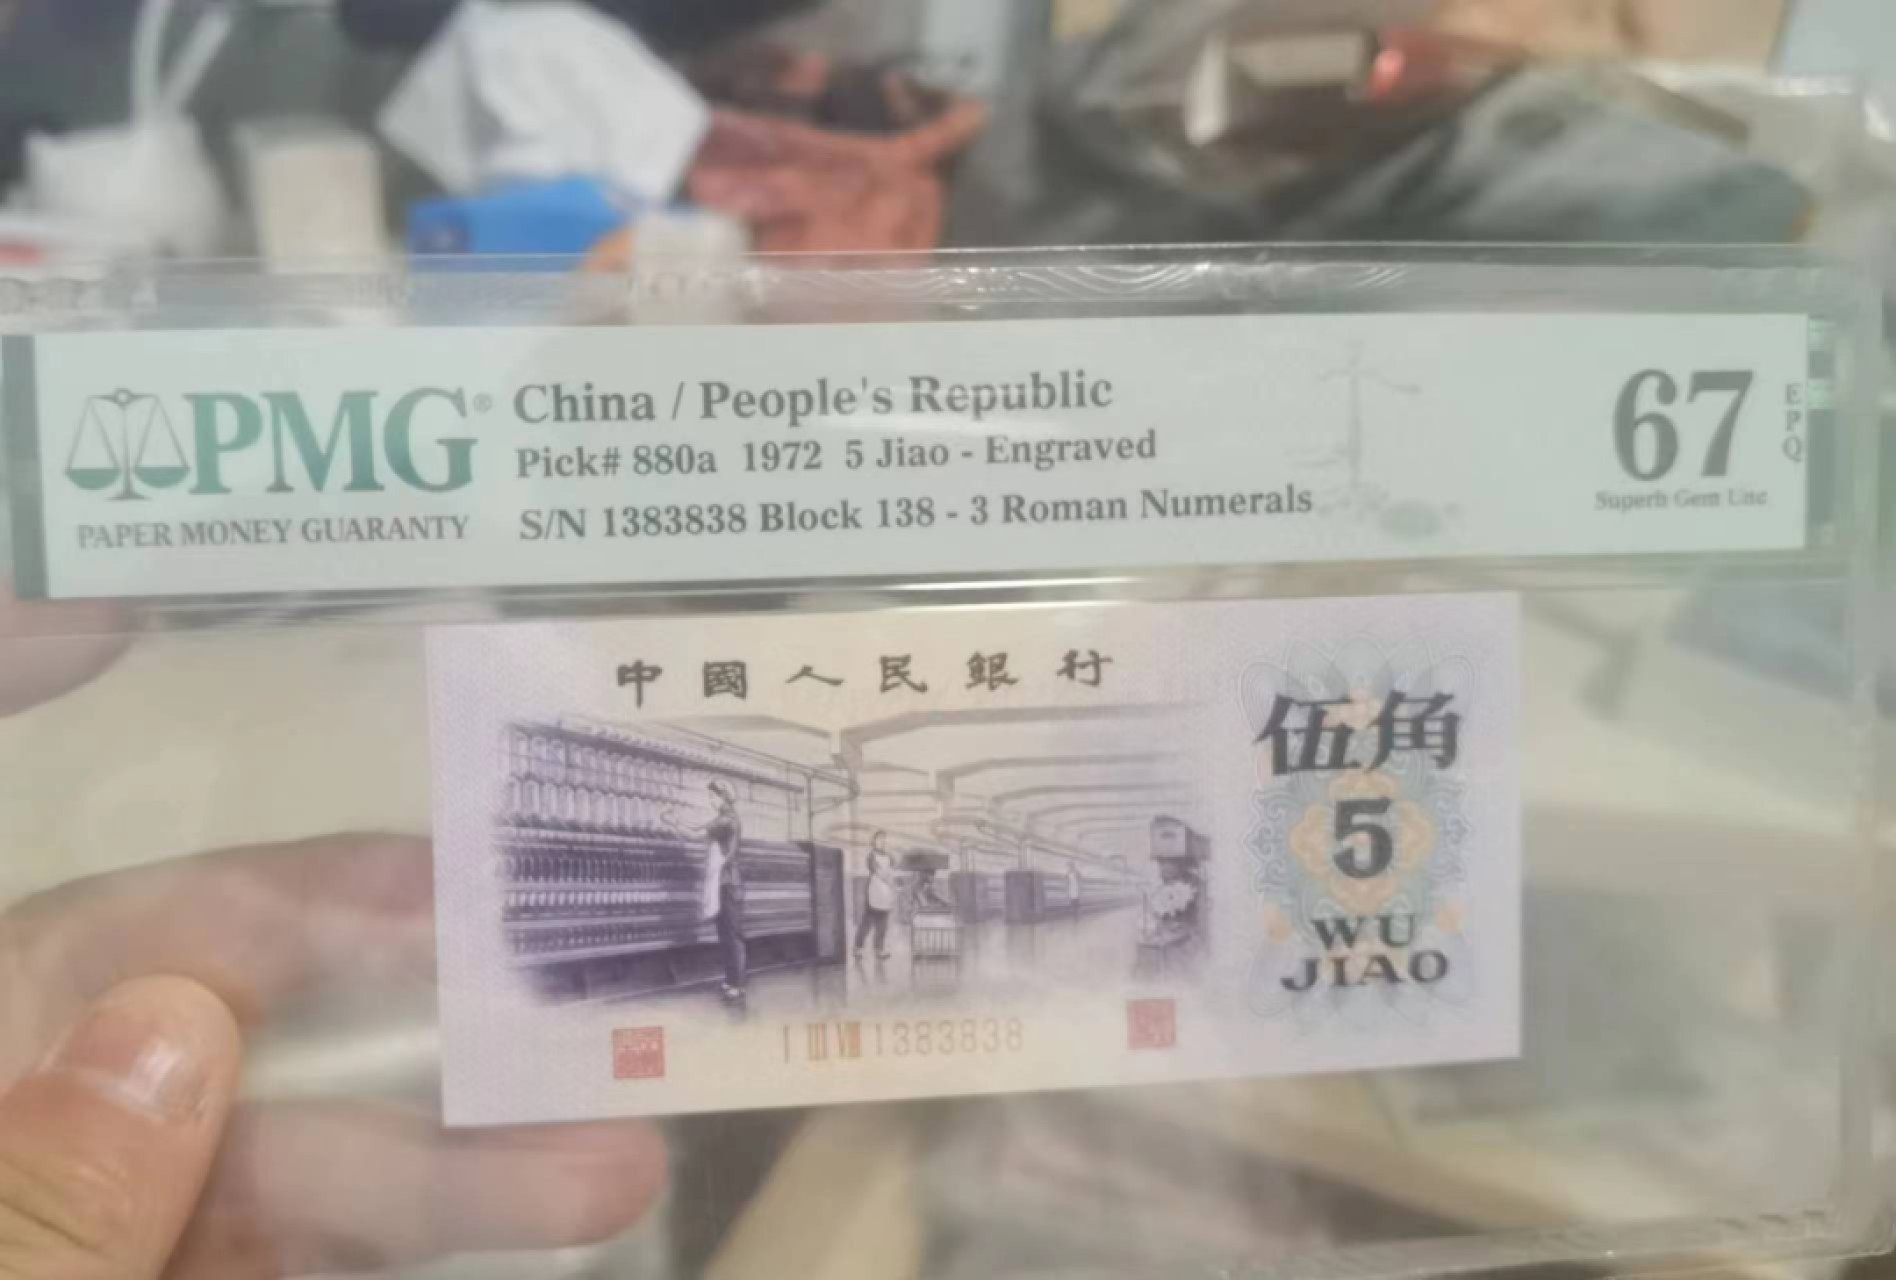 PMG®
PAPER MONEY GUARANTY
China / People's Republic
Pick# 880a 1972 5 Jiao - Engraved
S/N 1383838 Block 138 - 3 Roman Numerals
67
EPQ
Superb Gem Unc
中國人民銀行
伍角
5
WU
JIAO
I III VIII 1383838